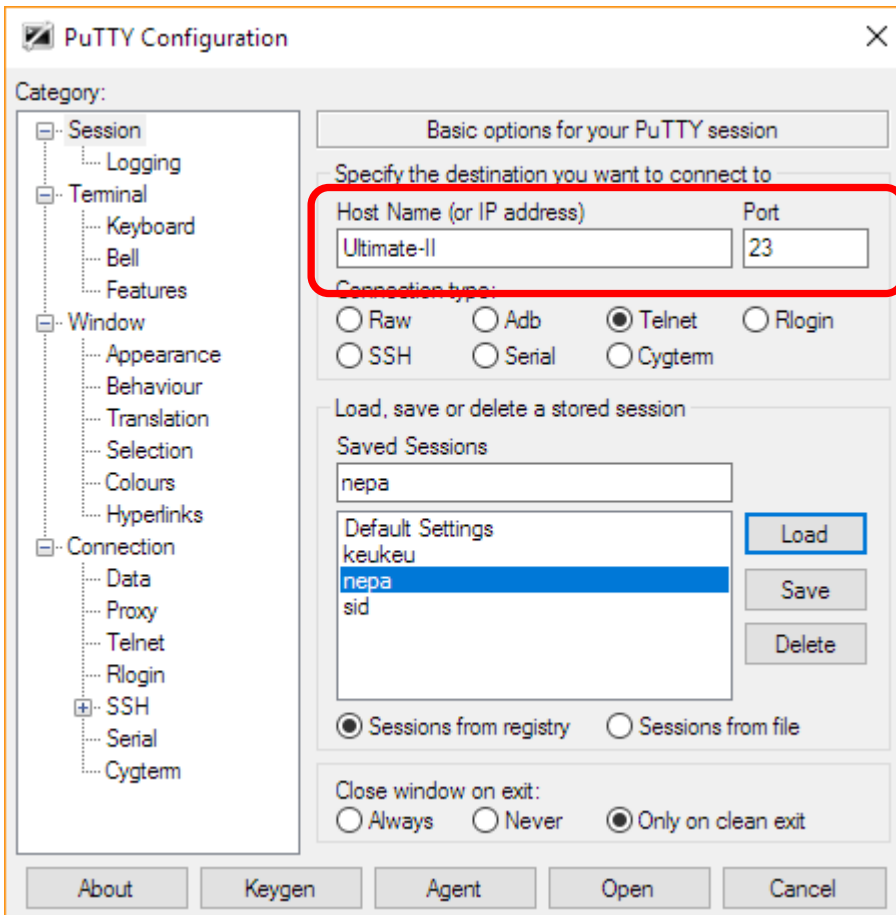 PuTTY Configuration
Category:
Session
Logging
Terminal
Keyboard
Bell
Features
Window
Appearance
Behaviour
Translation
Selection
Colours
Hyperlinks
Connection
Data
Proxy
Telnet
Rlogin
SSH
Serial
Cygterm
Basic options for your PuTTY session
Specify the destination you want to connect to
Host Name (or IP address) Port
Ultimate-II 23
Connection type:
Raw Adb Telnet Rlogin
SSH Serial Cygterm
Load, save or delete a stored session
Saved Sessions
nepa
Default Settings
keukeu
nepa
sid
Load
Save
Delete
Sessions from registry Sessions from file
Close window on exit:
Always Never Only on clean exit
About Keygen Agent Open Cancel